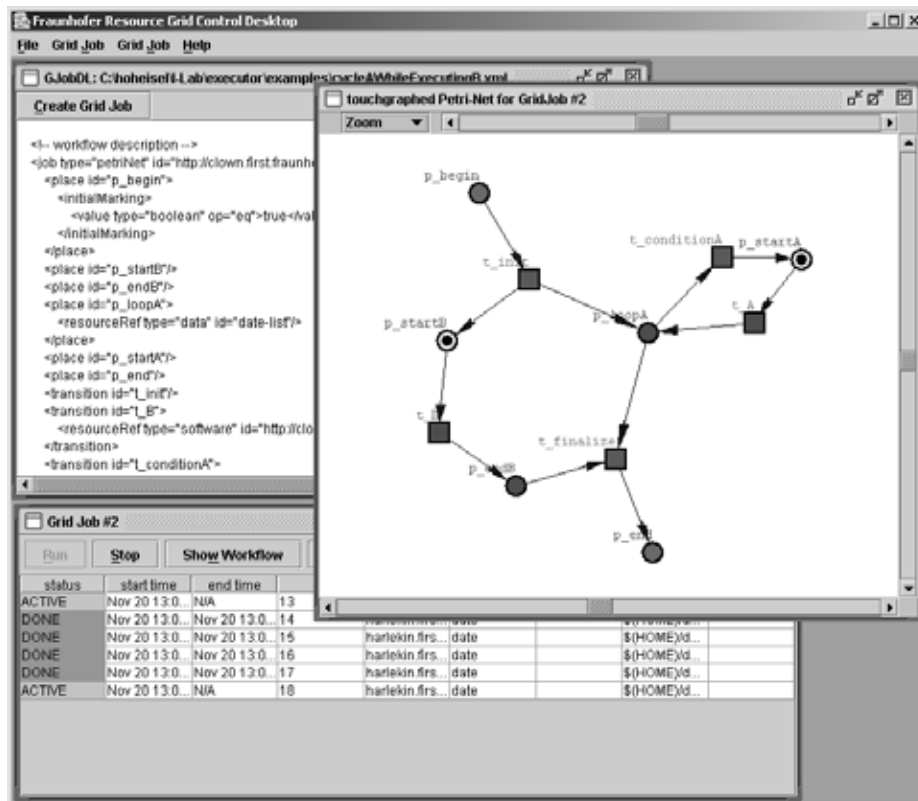 Fraunhofer Resource Grid Control Desktop
File Grid Job Grid Job Help
GJobDL: C:\hoheisel\I-Lab\executor\examples\cycleAWhileExecutingB.xml
Create Grid Job
<!-- workflow description -->
<job type="petriNet" id="http://clown.first.fraunhe
<place id="p_begin">
<initialMarking>
<value type="boolean" op="eq">true</val
</initialMarking>
</place>
<place id="p_startB"/>
<place id="p_endB"/>
<place id="p_loopA">
<resourceRef type="data" id="date-list"/>
</place>
<place id="p_startA"/>
<place id="p_end"/>
<transition id="t_init"/>
<transition id="t_B">
<resourceRef type="software" id="http://clo
</transition>
<transition id="t_conditionA">
touchgraphed Petri-Net for GridJob #2
Zoom
p_begin
t_conditionA p_startA
t_init
p_startB p_loopA t_A
t_B
t_finalize
p_endB
p_end
Grid Job #2
Run Stop Show Workflow
status start time end time
ACTIVE Nov 20 13:0... N/A 13
DONE Nov 20 13:0... Nov 20 13:0... 14 harlekin.firs... date $(HOME)/d...
DONE Nov 20 13:0... Nov 20 13:0... 15 harlekin.firs... date $(HOME)/d...
DONE Nov 20 13:0... Nov 20 13:0... 16 harlekin.firs... date $(HOME)/d...
DONE Nov 20 13:0... Nov 20 13:0... 17 harlekin.firs... date $(HOME)/d...
ACTIVE Nov 20 13:0... N/A 18 harlekin.firs... date $(HOME)/d...